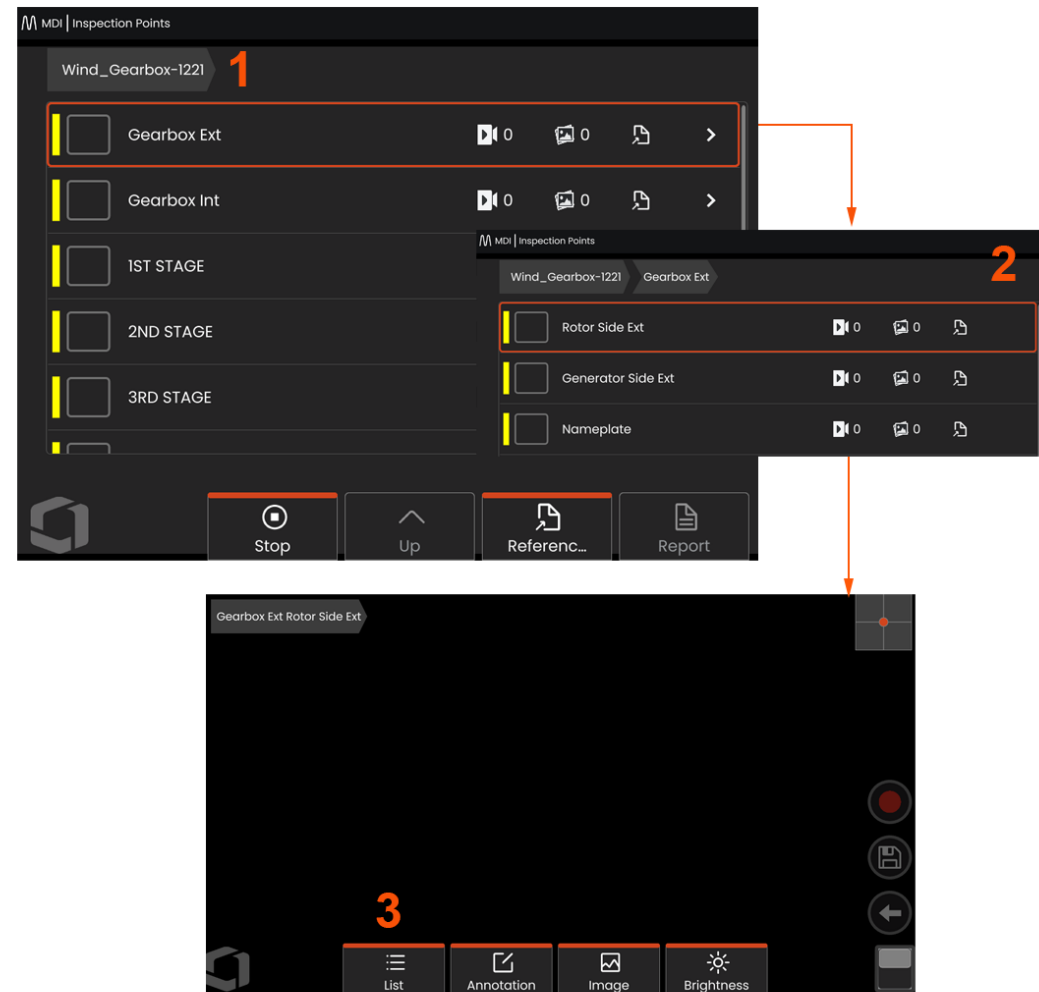 MDI | Inspection Points
Wind_Gearbox-1221
1
Gearbox Ext
0
0
Gearbox Int
0
0
1ST STAGE
2ND STAGE
3RD STAGE
Stop
Up
Referenc...
Report
MDI | Inspection Points
2
Wind_Gearbox-1221
Gearbox Ext
Rotor Side Ext
0
0
Generator Side Ext
0
0
Nameplate
0
0
Gearbox Ext Rotor Side Ext
3
List
Annotation
Image
Brightness